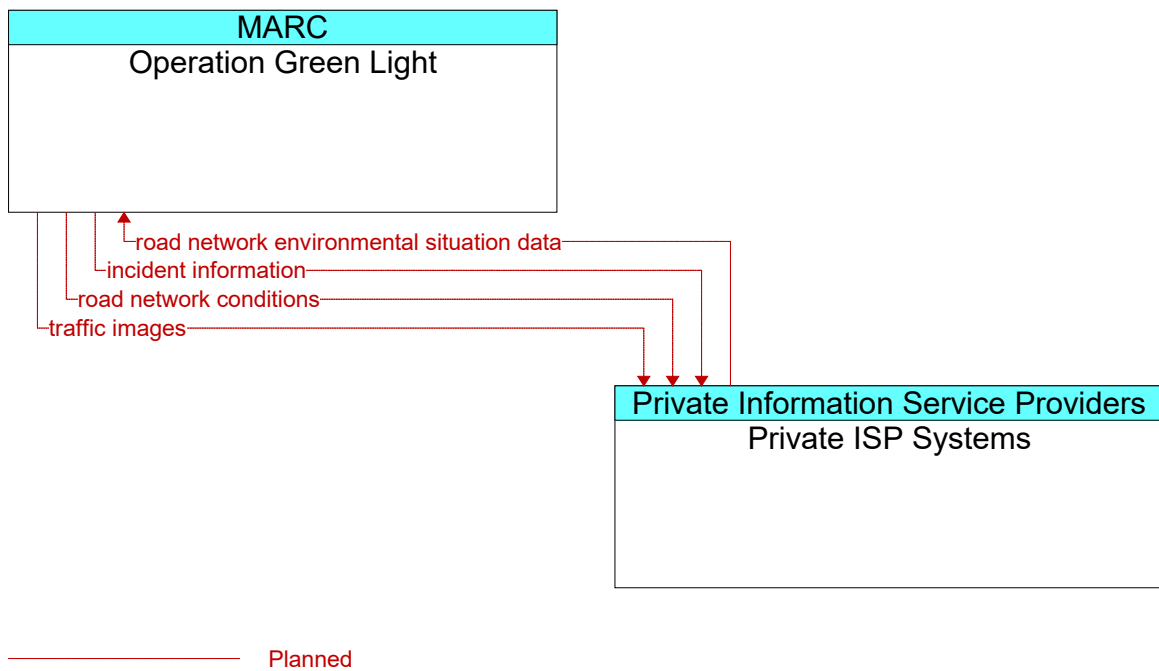 MARC
Operation Green Light
road network environmental situation data
incident information
road network conditions
traffic images
Private Information Service Providers
Private ISP Systems
Planned